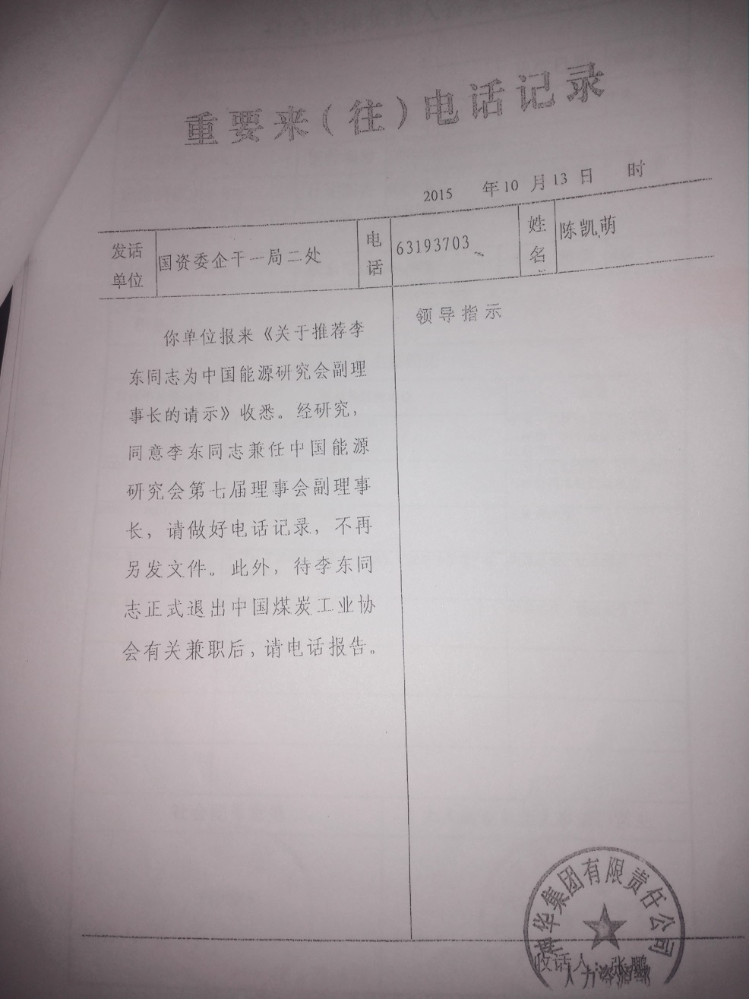 重要来（往）电话记录
2015 年10 月 13 日 时
发话单位
国资委企干一局二处
电话
63193703
姓名
陈凯萌
你单位报来《关于推荐李
东同志为中国能源研究会副理
事长的请示》收悉。经研究，
同意李东同志兼任中国能源
研究会第七届理事会副理事
长，请做好电话记录，不再
另发文件。此外，待李东同
志正式退出中国煤炭工业协
会有关兼职后，请电话报告。
领导指示
神华集团有限责任公司
收话人：张鹏
人力资源部